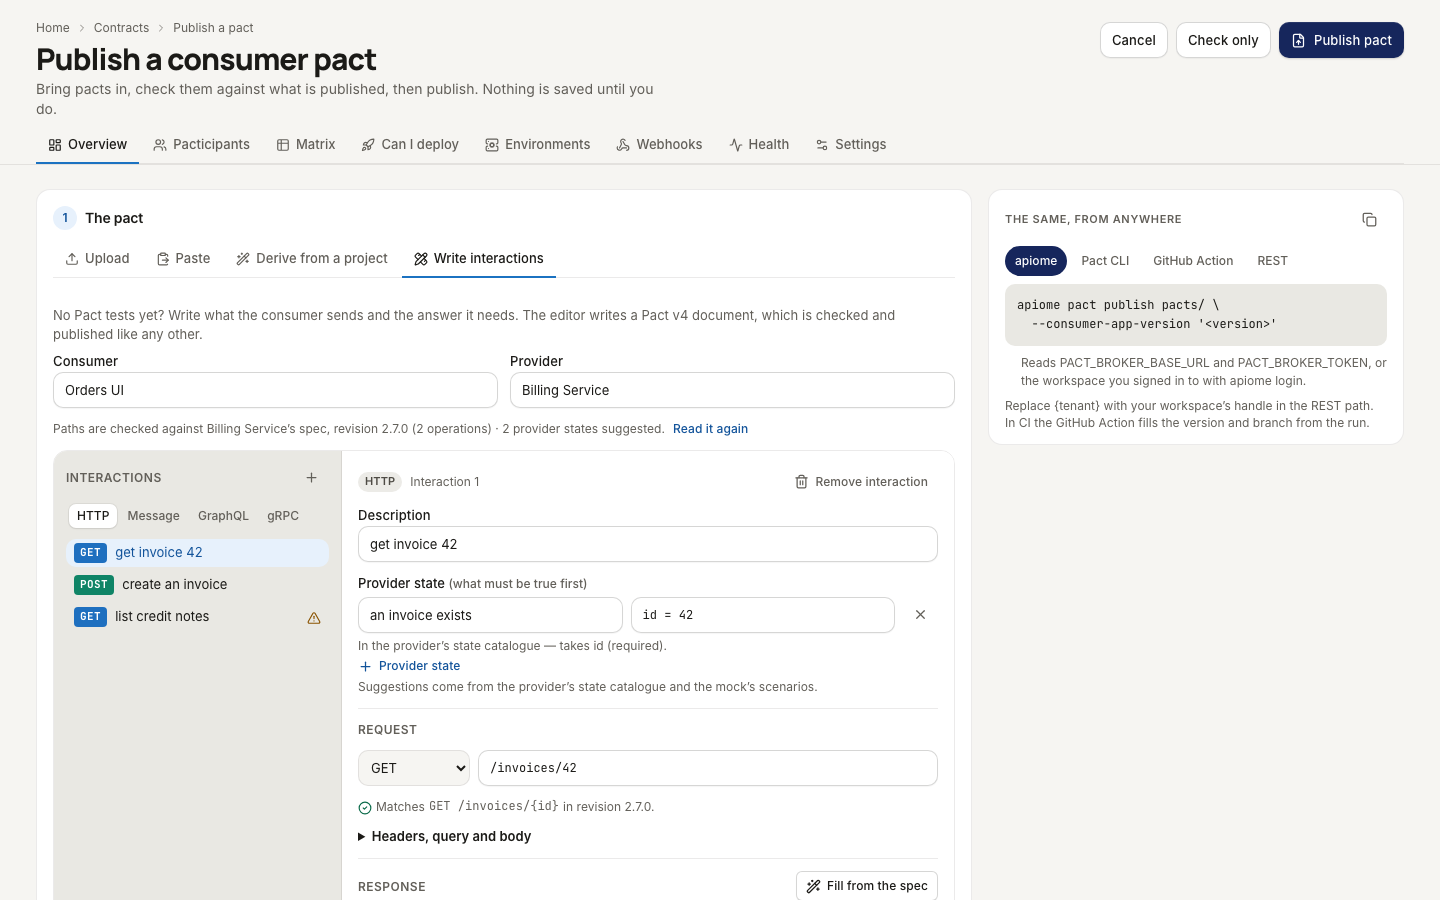 Home > Contracts > Publish a pact
Publish a consumer pact
Bring pacts in, check them against what is published, then publish. Nothing is saved until you
do.
Cancel
Check only
Publish pact
Overview
Pacticipants
Matrix
Can I deploy
Environments
Webhooks
Health
Settings
1 The pact
Upload
Paste
Derive from a project
Write interactions
No Pact tests yet? Write what the consumer sends and the answer it needs. The editor writes a Pact v4 document, which is checked and
published like any other.
Consumer
Provider
Orders UI
Billing Service
Paths are checked against Billing Service’s spec, revision 2.7.0 (2 operations) · 2 provider states suggested. Read it again
INTERACTIONS
HTTP Message GraphQL gRPC
GET get invoice 42
POST create an invoice
GET list credit notes
HTTP Interaction 1
Remove interaction
Description
get invoice 42
Provider state (what must be true first)
an invoice exists
id = 42
In the provider’s state catalogue — takes id (required).
+ Provider state
Suggestions come from the provider’s state catalogue and the mock’s scenarios.
REQUEST
GET
/invoices/42
Matches GET /invoices/{id} in revision 2.7.0.
Headers, query and body
RESPONSE
Fill from the spec
THE SAME, FROM ANYWHERE
apiome
Pact CLI
GitHub Action
REST
apiome pact publish pacts/ \
--consumer-app-version '<version>'
Reads PACT_BROKER_BASE_URL and PACT_BROKER_TOKEN, or
the workspace you signed in to with apiome login.
Replace {tenant} with your workspace’s handle in the REST path.
In CI the GitHub Action fills the version and branch from the run.